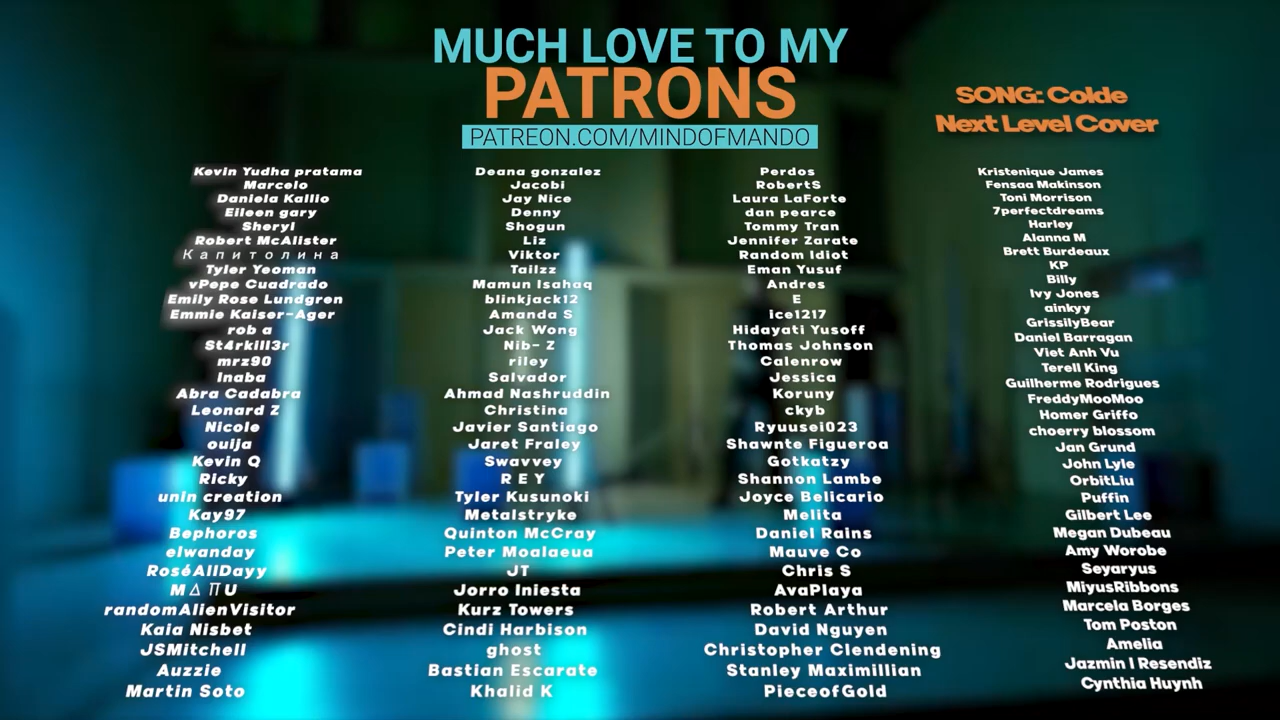 MUCH LOVE TO MY
PATRONS
PATREON.COM/MINDOFMANDO
SONG: Colde
Next Level Cover
Kevin Yudha pratama
Marcelo
Daniela Kallio
Eileen gary
Sheryl
Robert McAlister
Капитолина
Tyler Yeoman
vPepe Cuadrado
Emily Rose Lundgren
Emmie Kaiser-Ager
rob a
St4rkill3r
mrz90
Inaba
Abra Cadabra
Leonard Z
Nicole
ouija
Kevin Q
Ricky
unin creation
Kay97
Bephoros
elwanday
RoséAllDayy
M Δ ΠU
randomAlienVisitor
Kaia Nisbet
JSMitchell
Auzzie
Martin Soto
Deana gonzalez
Jacobi
Jay Nice
Denny
Shogun
Liz
Viktor
Tailzz
Mamun Isahaq
blinkjack12
Amanda S
Jack Wong
Nib- Z
riley
Salvador
Ahmad Nashruddin
Christina
Javier Santiago
Jaret Fraley
Swavvey
R E Y
Tyler Kusunoki
Metalstryke
Quinton McCray
Peter Moalaeua
JT
Jorro Iniesta
Kurz Towers
Cindi Harbison
ghost
Bastian Escarate
Khalid K
Perdos
RobertS
Laura LaForte
dan pearce
Tommy Tran
Jennifer Zarate
Random Idiot
Eman Yusuf
Andres
E
ice1217
Hidayati Yusoff
Thomas Johnson
Calenrow
Jessica
Koruny
ckyb
Ryuusei023
Shawnte Figueroa
Gotkatzy
Shannon Lambe
Joyce Belicario
Melita
Daniel Rains
Mauve Co
Chris S
AvaPlaya
Robert Arthur
David Nguyen
Christopher Clendening
Stanley Maximillian
PieceofGold
Kristenique James
Fensaa Makinson
Toni Morrison
7perfectdreams
Harley
Alanna M
Brett Burdeaux
KP
Billy
Ivy Jones
ainkyy
GrissilyBear
Daniel Barragan
Viet Anh Vu
Terell King
Guilherme Rodrigues
FreddyMooMoo
Homer Griffo
choerry blossom
Jan Grund
John Lyle
OrbitLiu
Puffin
Gilbert Lee
Megan Dubeau
Amy Worobe
Seyaryus
MiyusRibbons
Marcela Borges
Tom Poston
Amelia
Jazmin I Resendiz
Cynthia Huynh